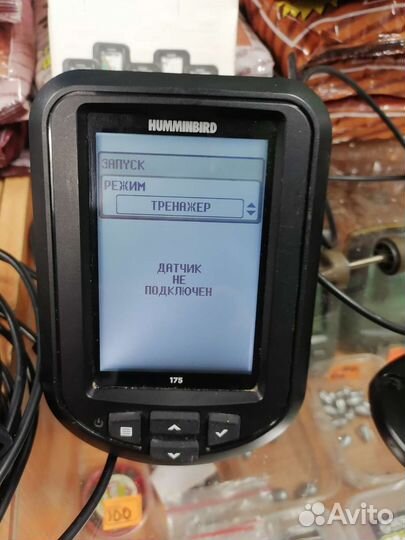 HUMMINBIRD
ЗАПУСК
РЕЖИМ
ТРЕНАЖЕР
ДАТЧИК
НЕ
ПОДКЛЮЧЕН
175
100
Avito